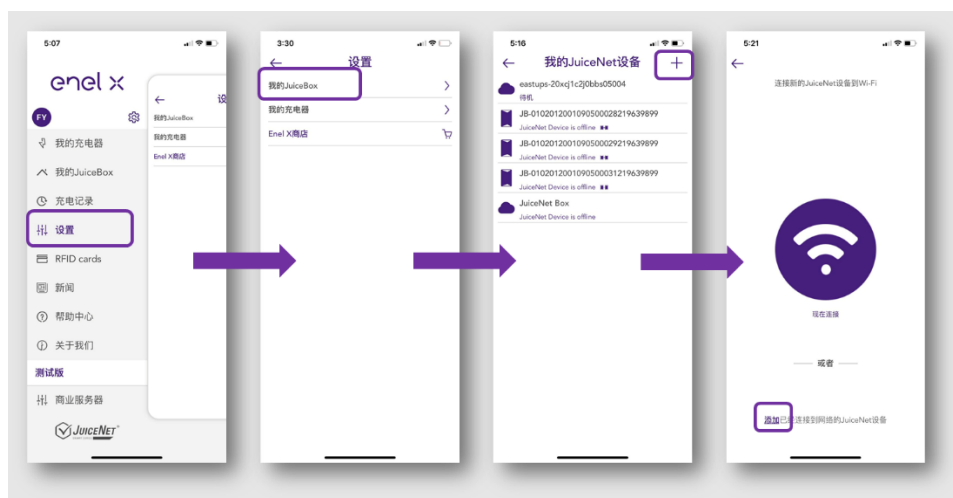 5:07
enel x
FY
我的充电器
我的JuiceBox
充电记录
设置
RFID cards
新闻
帮助中心
关于我们
测试版
商业服务器
JUICENET
设
我的JuiceBox
我的充电器
Enel X商店
3:30
设置
我的JuiceBox
我的充电器
Enel X商店
5:16
我的JuiceNet设备
eastups-20xcj1c2j0bbs05004
待机
JB-0102012001090500028219639899
JuiceNet Device is offline
JB-0102012001090500029219639899
JuiceNet Device is offline
JB-0102012001090500031219639899
JuiceNet Device is offline
JuiceNet Box
JuiceNet Device is offline
5:21
连接新的JuiceNet设备到Wi-Fi
现在连接
或者
添加已经连接到网络的JuiceNet设备